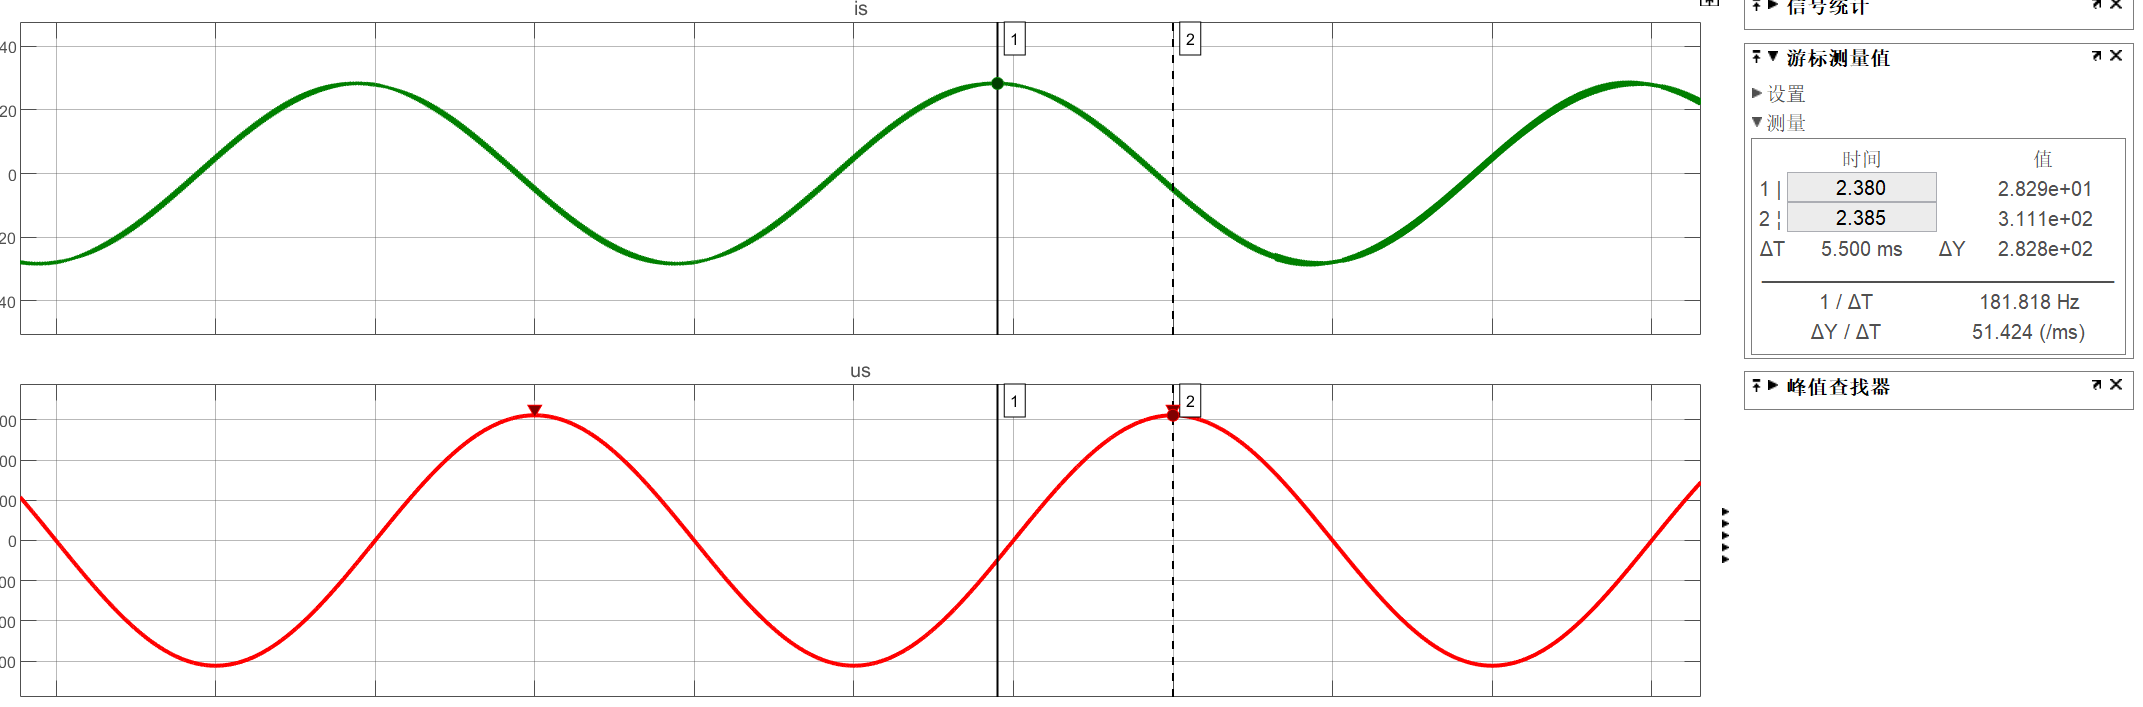 is
1
2
40
20
0
20
40
us
1
2
00
00
00
0
00
00
00
信号统计
游标测量值
设置
测量
时间 值
1 | 2.380 2.829e+01
2 ¦ 2.385 3.111e+02
ΔT 5.500 ms ΔY 2.828e+02
1 / ΔT 181.818 Hz
ΔY / ΔT 51.424 (/ms)
峰值查找器